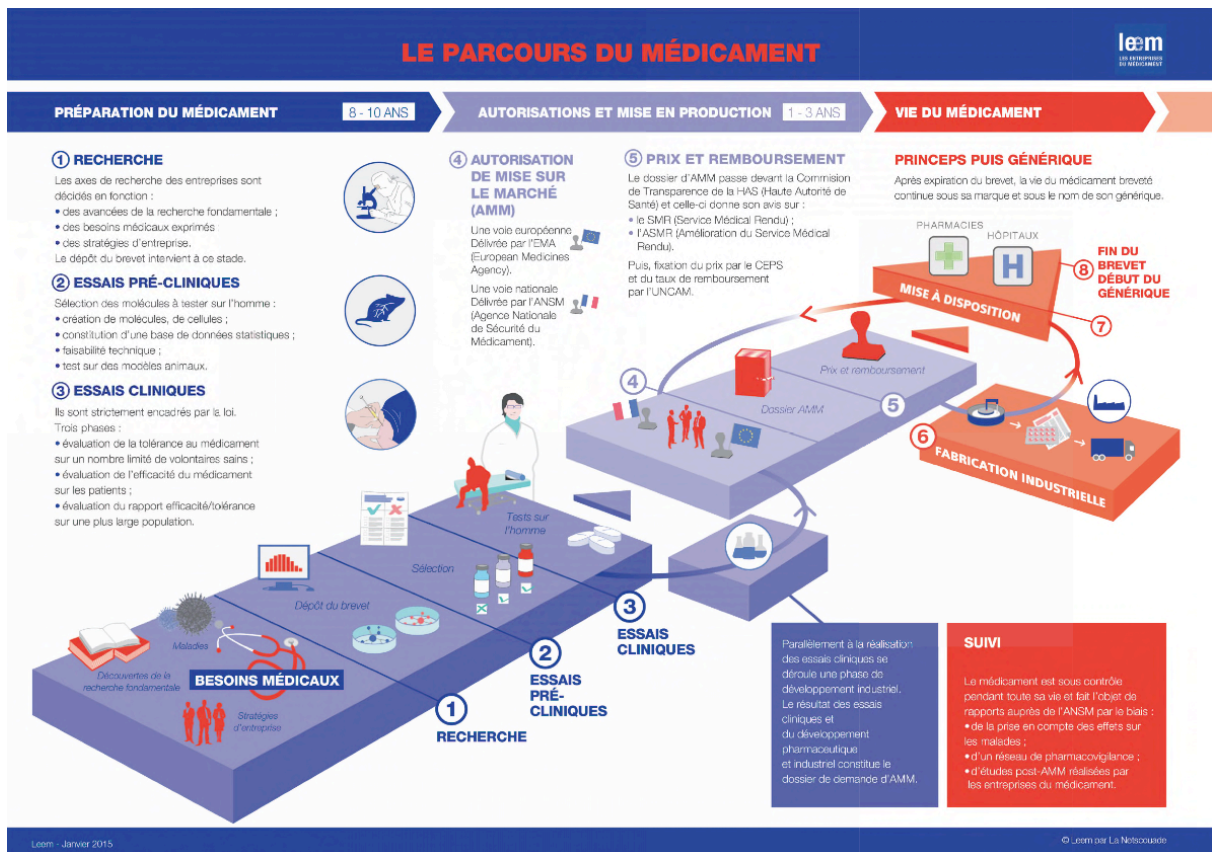 LE PARCOURS DU MÉDICAMENT
leem
LES ENTREPRISES
DU MÉDICAMENT
PRÉPARATION DU MÉDICAMENT
8 - 10 ANS
AUTORISATIONS ET MISE EN PRODUCTION
1 - 3 ANS
VIE DU MÉDICAMENT
1 RECHERCHE
Les axes de recherche des entreprises sont
décidés en fonction :
• des avancées de la recherche fondamentale ;
• des besoins médicaux exprimés
• des stratégies d'entreprise.
Le dépôt du brevet intervient à ce stade.
2 ESSAIS PRÉ-CLINIQUES
Sélection des molécules à tester sur l'homme :
• création de molécules, de cellules ;
• constitution d'une base de données statistiques ;
• faisabilité technique ;
• test sur des modèles animaux.
3 ESSAIS CLINIQUES
Ils sont strictement encadrés par la loi.
Trois phases :
• évaluation de la tolérance au médicament
sur un nombre limité de volontaires sains ;
• évaluation de l'efficacité du médicament
sur les patients ;
• évaluation du rapport efficacité/tolérance
sur une plus large population.
4 AUTORISATION
DE MISE SUR
LE MARCHÉ
(AMM)
Une voie européenne
Délivrée par l'EMA
(European Medicines
Agency).
Une voie nationale
Délivrée par l'ANSM
(Agence Nationale
de Sécurité du
Médicament).
5 PRIX ET REMBOURSEMENT
Le dossier d'AMM passe devant la Commision
de Transparence de la HAS (Haute Autorité de
Santé) et celle-ci donne son avis sur :
• le SMR (Service Médical Rendu) ;
• l'ASMR (Amélioration du Service Médical
Rendu).
Puis, fixation du prix par le CEPS
et du taux de remboursement
par l'UNCAM.
PRINCEPS PUIS GÉNÉRIQUE
Après expiration du brevet, la vie du médicament breveté
continue sous sa marque et sous le nom de son générique.
PHARMACIES
HÔPITAUX
H
MISE À DISPOSITION
7
8
FIN DU
BREVET
DÉBUT DU
GÉNÉRIQUE
4
Prix et remboursement
Dossier AMM
5
6
FABRICATION INDUSTRIELLE
Tests sur
l'homme
Sélection
Dépôt du brevet
Maladies
Découvertes de la
recherche fondamentale
BESOINS MÉDICAUX
Stratégies
d'entreprise
3
ESSAIS
CLINIQUES
2
ESSAIS
PRÉ-
CLINIQUES
1
RECHERCHE
Parallèlement à la réalisation
des essais cliniques se
déroule une phase de
développement industriel.
Le résultat des essais
cliniques et
du développement
pharmaceutique
et industriel constitue le
dossier de demande d'AMM.
SUIVI
Le médicament est sous contrôle
pendant toute sa vie et fait l'objet de
rapports auprès de l'ANSM par le biais :
• de la prise en compte des effets sur
les malades ;
• d'un réseau de pharmacovigilance ;
• d'études post-AMM réalisées par
les entreprises du médicament.
Leem - Janvier 2015
© Leem par La Netscouade